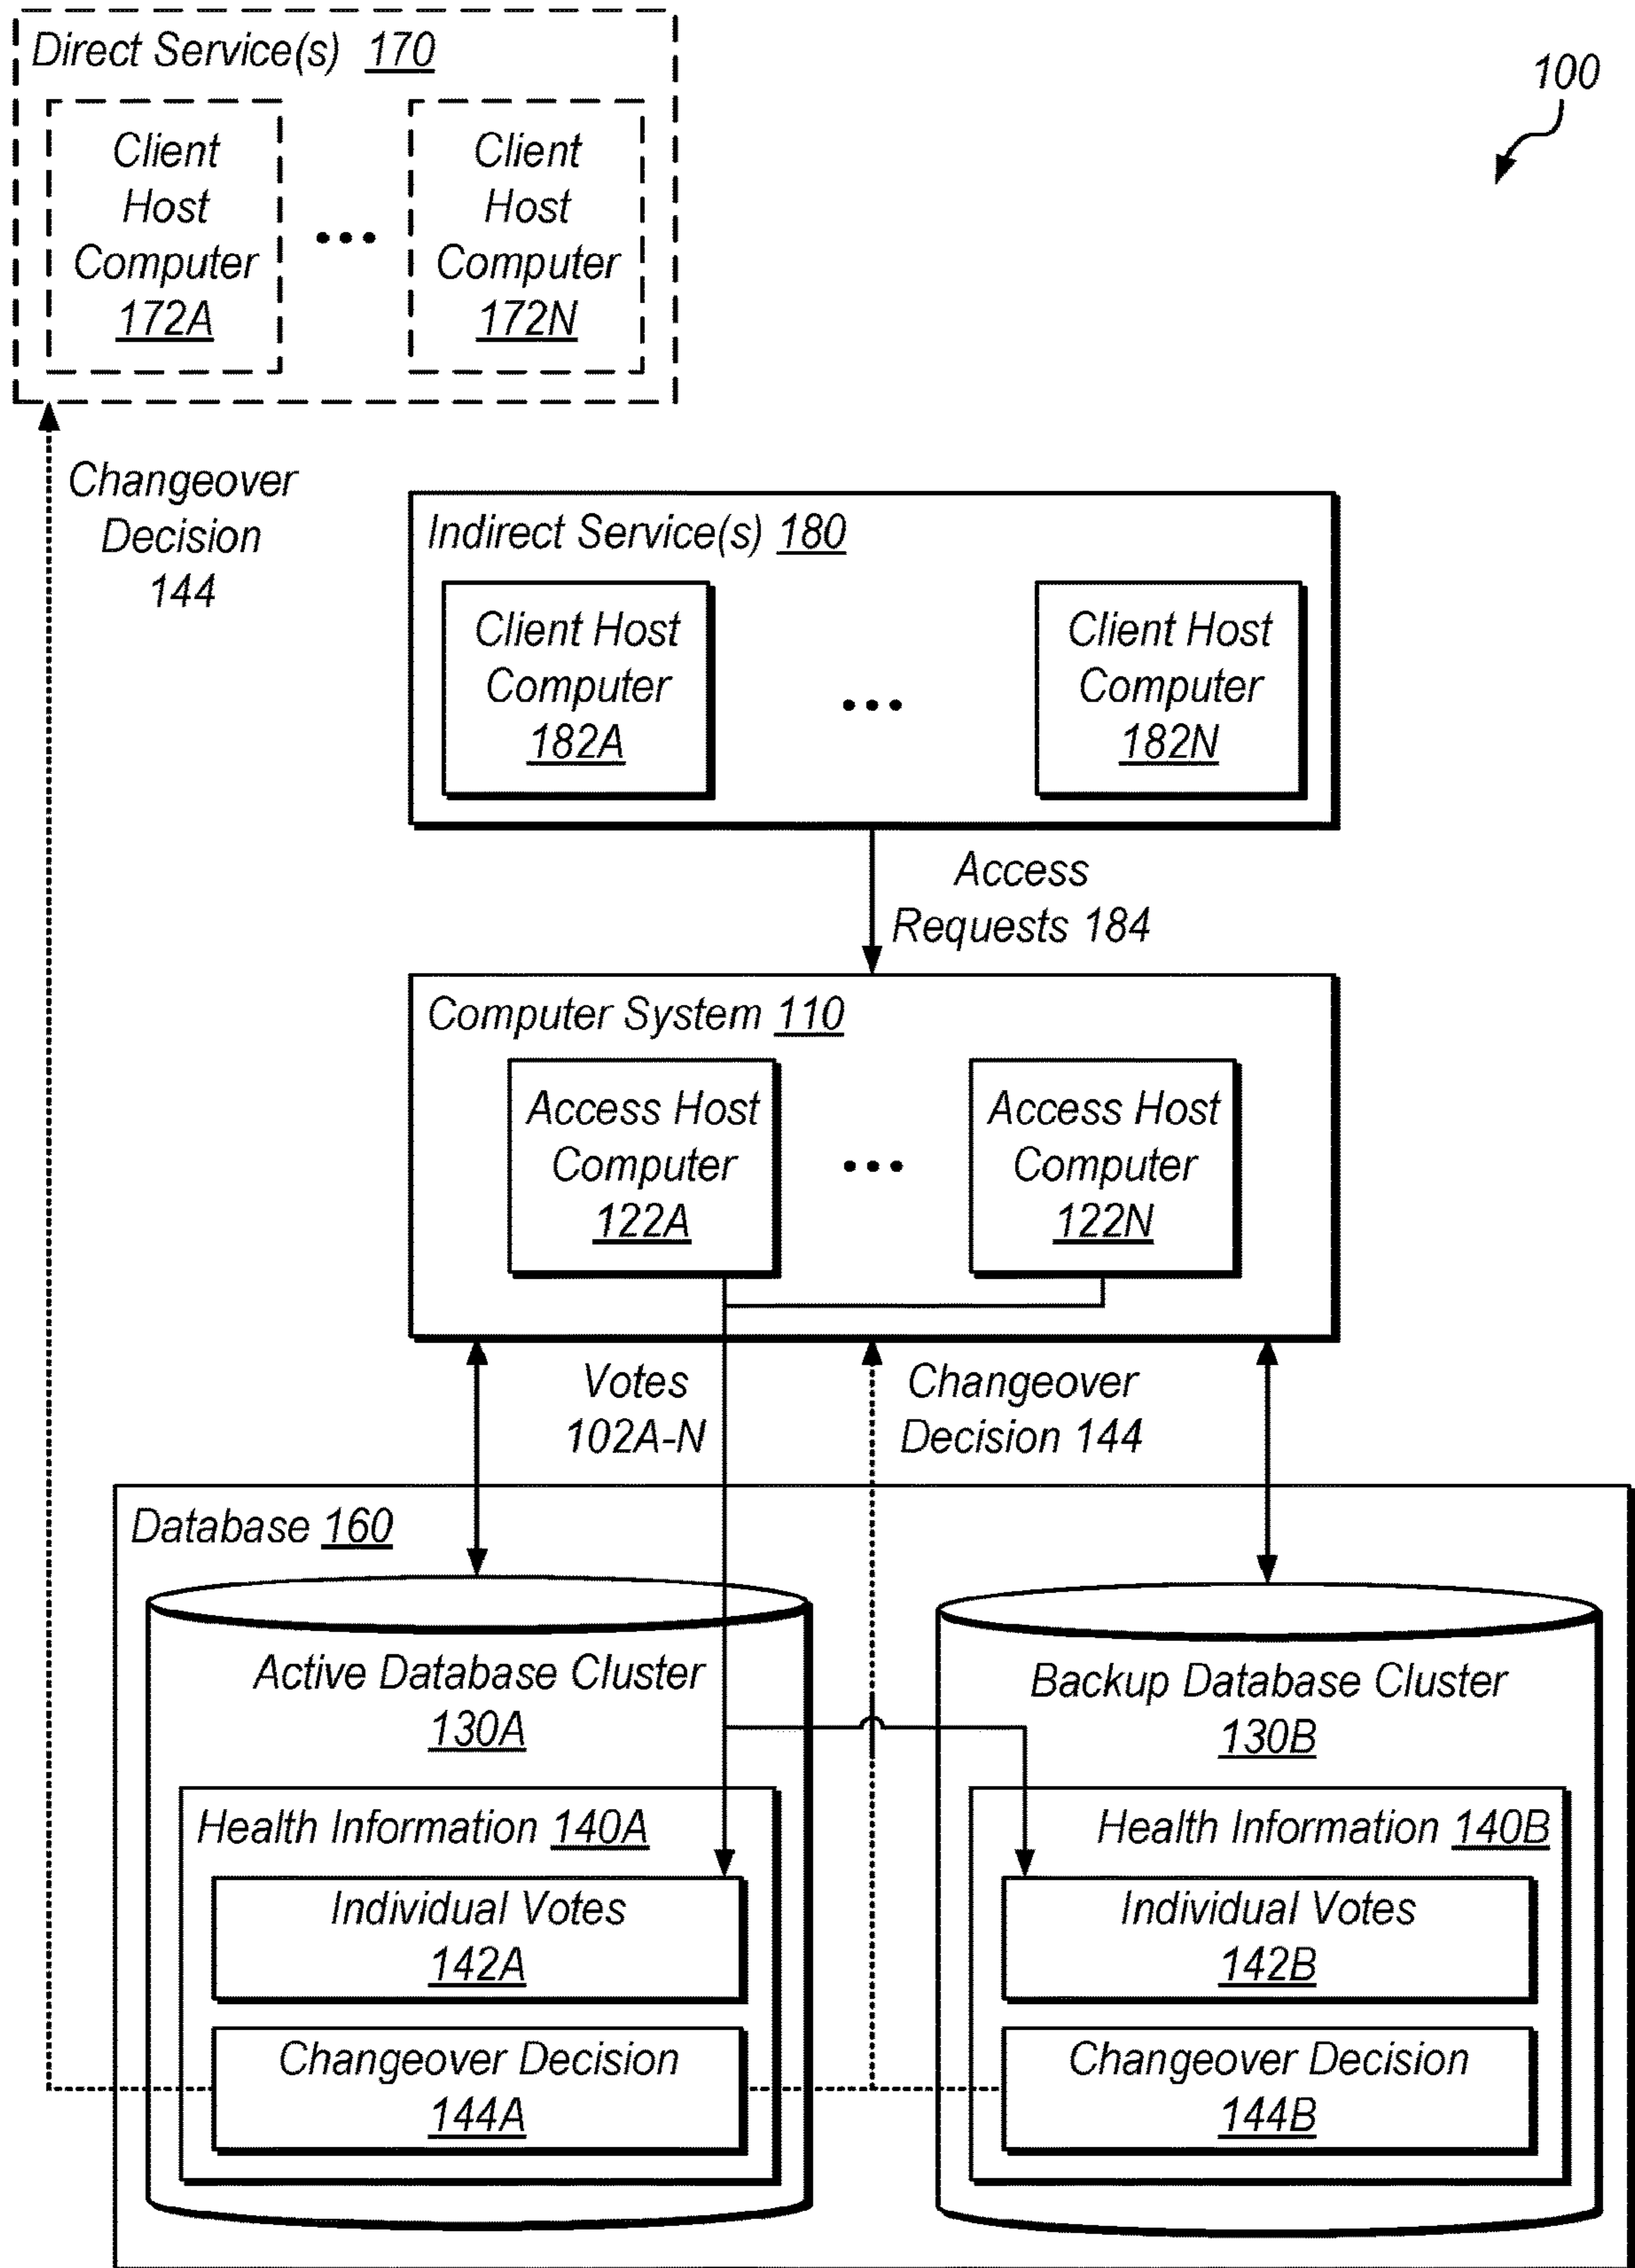 Direct Service(s) 170
100
Client
Host
Computer
172A
...
Client
Host
Computer
172N
Changeover
Decision
144
Indirect Service(s) 180
Client Host
Computer
182A
...
Client Host
Computer
182N
Access
Requests 184
Computer System 110
Access Host
Computer
122A
...
Access Host
Computer
122N
Votes
102A-N
Changeover
Decision 144
Database 160
Active Database Cluster
130A
Health Information 140A
Individual Votes
142A
Changeover Decision
144A
Backup Database Cluster
130B
Health Information 140B
Individual Votes
142B
Changeover Decision
144B